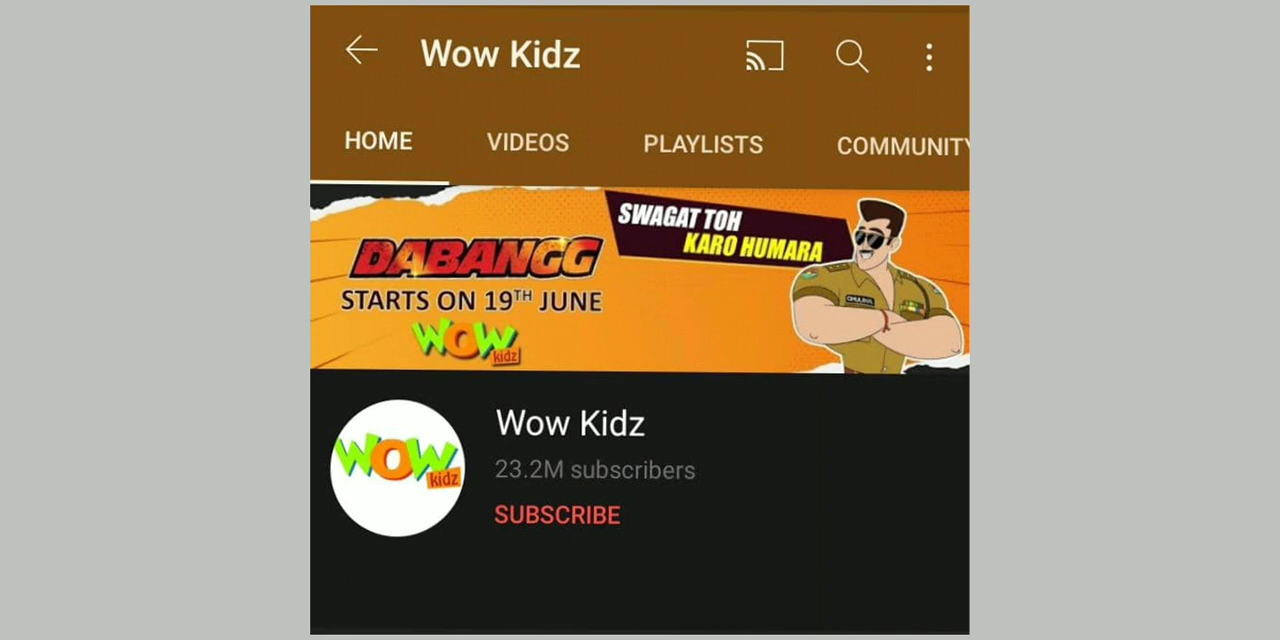 Wow Kidz
HOME VIDEOS PLAYLISTS COMMUNITY
SWAGAT TOH
KARO HUMARA
DABANGG
STARTS ON 19TH JUNE
WOW
kidz
WOW
kidz
Wow Kidz
23.2M subscribers
SUBSCRIBE